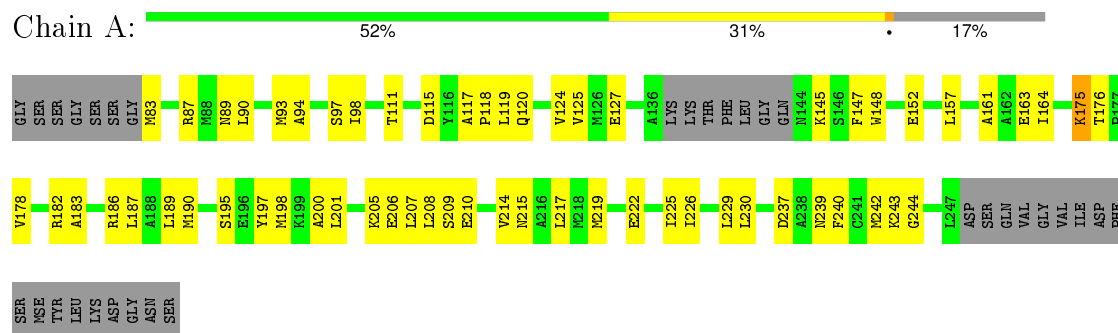 Chain A:
52% 31% • 17%
GLY SER SER GLY SER SER GLY M83 R87 M88 N89 L90 M93 A94 S97 I98 T111 D115 Y116 A117 P118 L119 Q120 V124 V125 M126 E127 A136 LYS LYS THR PHE LEU GLY GLN N144 K145 S146 F147 W148 E152 L157 A161 A162 E163 I164 K175 T176
V178 R182 A183 R186 L187 A188 L189 M190 S195 E196 Y197 M198 K199 A200 L201 K205 E206 L207 L208 S209 E210 V214 N215 A216 L217 M218 M219 E222 I225 I226 L229 L230 D237 A238 N239 F240 C241 M242 K243 G244 L247 ASP SER GLN VAL GLY VAL ILE ASP
SER MSE TYR LEU LYS ASP GLY ASN SER